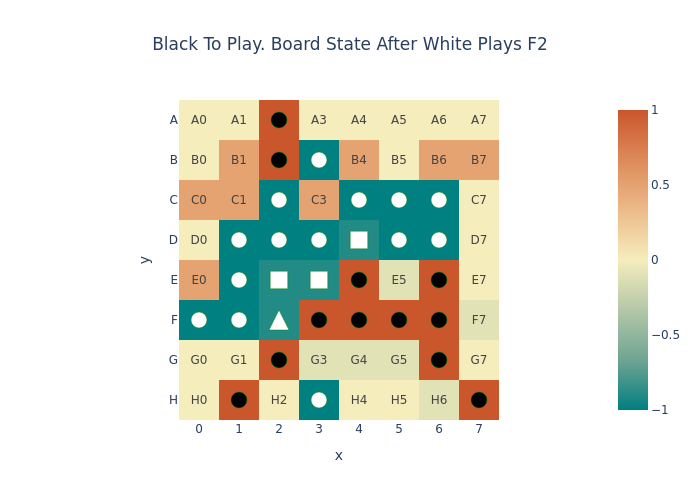 Black To Play. Board State After White Plays F2
A A0 A1 A3 A4 A5 A6 A7
B B0 B1 B4 B5 B6 B7
C C0 C1 C3 C7
D D0 D7
E E0 E5 E7
F F7
G G0 G1 G3 G4 G5 G7
H H0 H2 H4 H5 H6
0 1 2 3 4 5 6 7
x
y
1
0.5
0
−0.5
−1